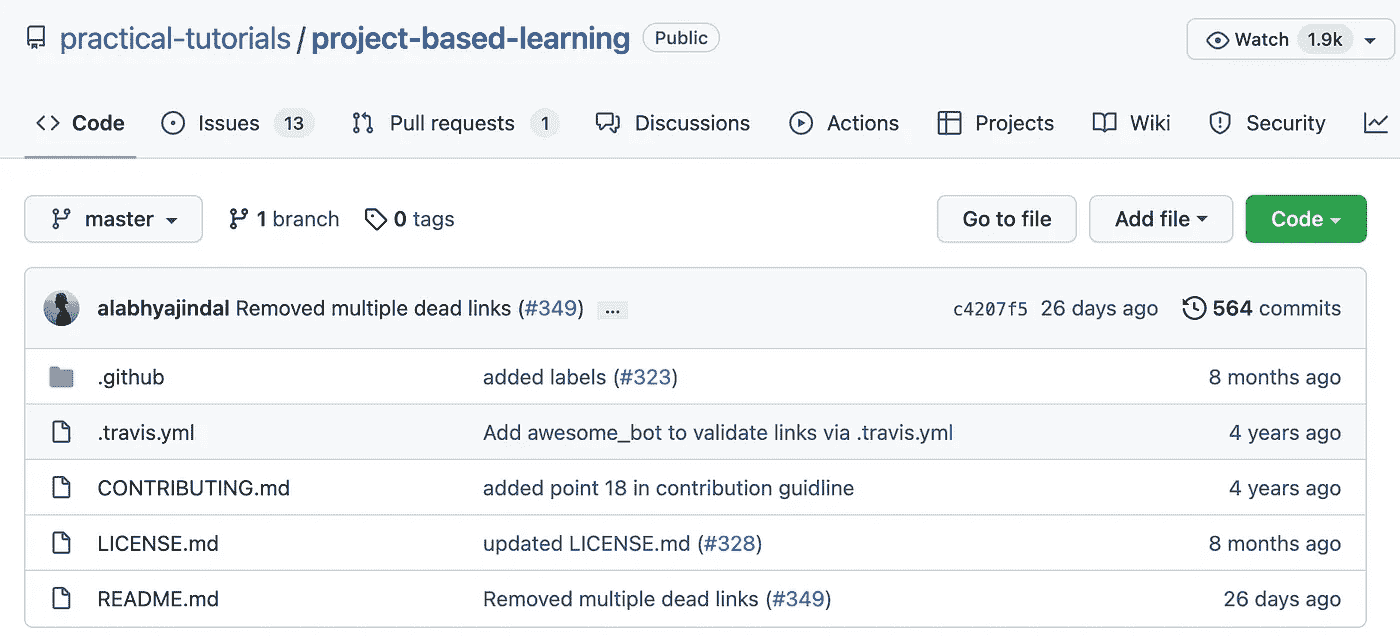 practical-tutorials / project-based-learning Public Watch 1.9k
Code Issues 13 Pull requests 1 Discussions Actions Projects Wiki Security
master 1 branch 0 tags Go to file Add file Code
alabhyajindal Removed multiple dead links (#349) ... c4207f5 26 days ago 564 commits
.github added labels (#323) 8 months ago
.travis.yml Add awesome_bot to validate links via .travis.yml 4 years ago
CONTRIBUTING.md added point 18 in contribution guidline 4 years ago
LICENSE.md updated LICENSE.md (#328) 8 months ago
README.md Removed multiple dead links (#349) 26 days ago